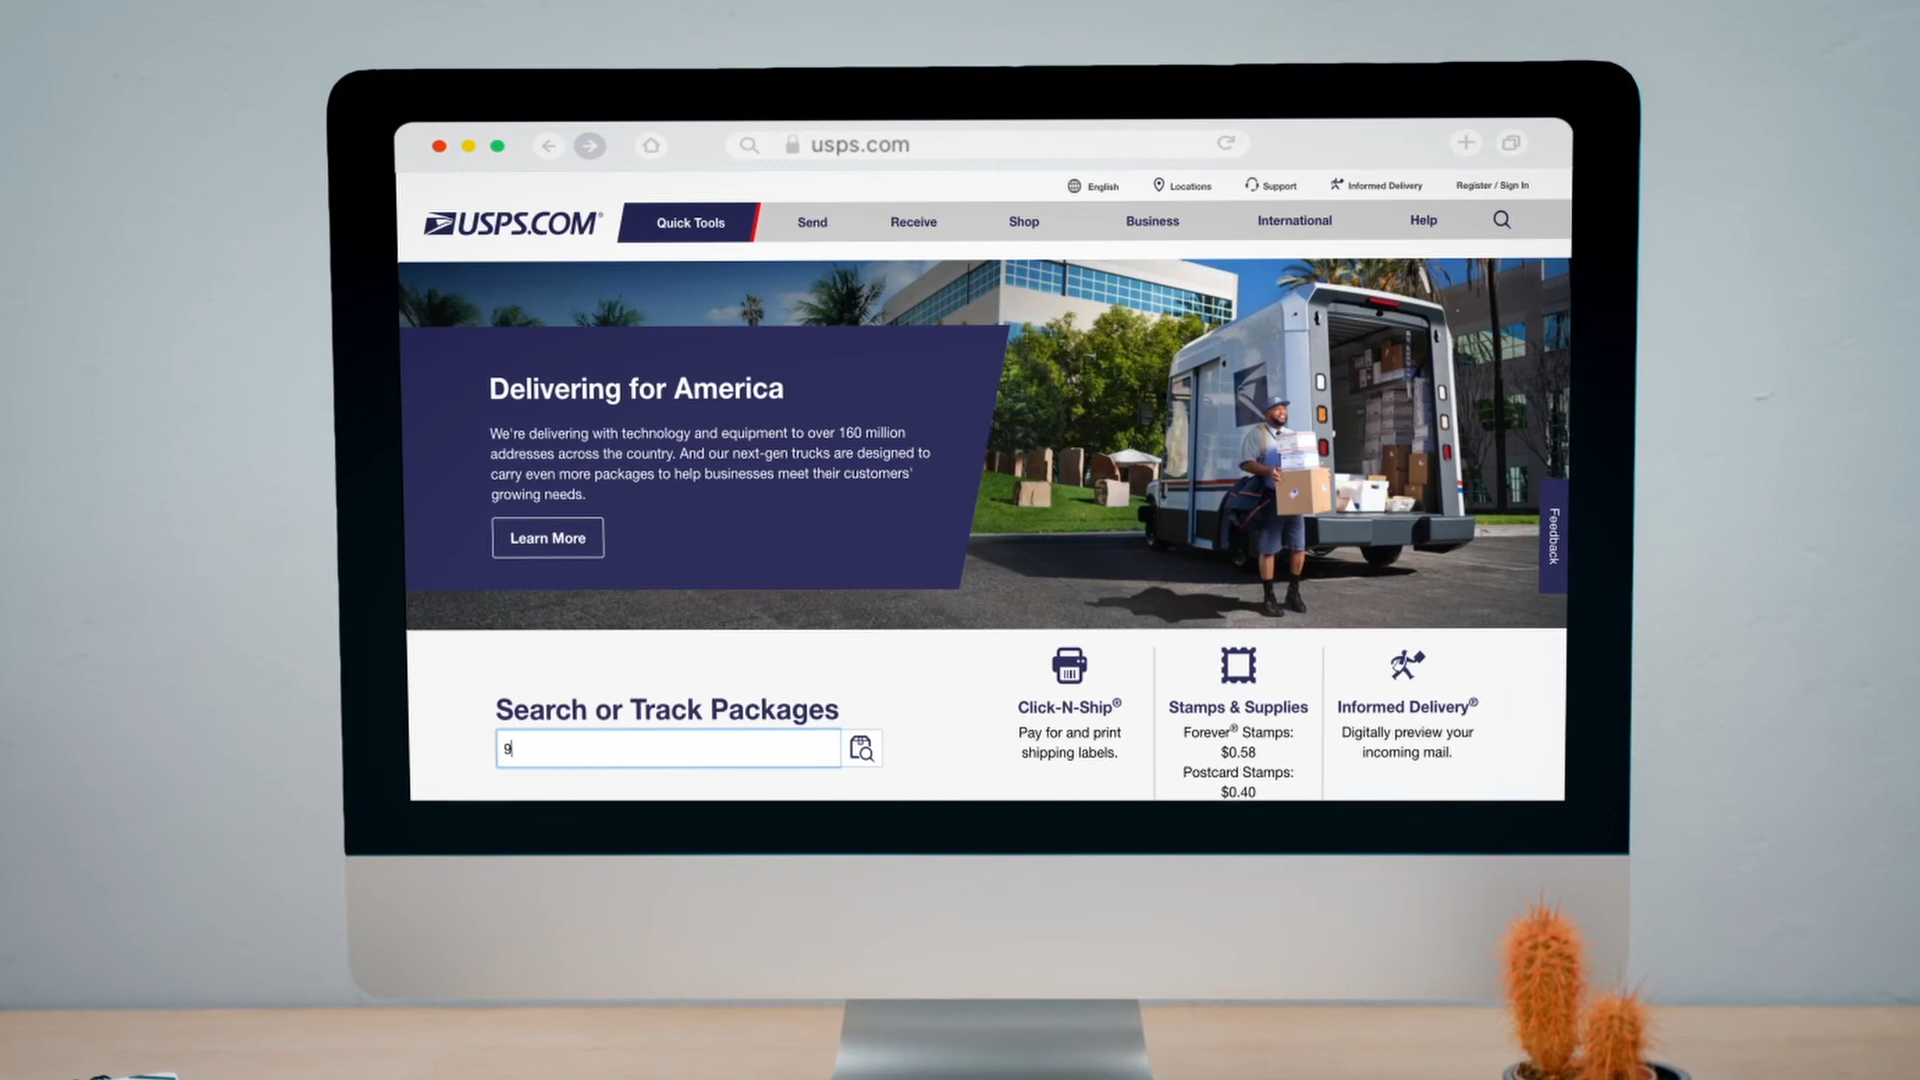 usps.com
English
Locations
Support
Informed Delivery
Register / Sign In
USPS.COM®
Quick Tools
Send
Receive
Shop
Business
International
Help
Delivering for America
We're delivering with technology and equipment to over 160 million
addresses across the country. And our next-gen trucks are designed to
carry even more packages to help businesses meet their customers'
growing needs.
Learn More
Feedback
Search or Track Packages
9
Click-N-Ship®
Pay for and print
shipping labels.
Stamps & Supplies
Forever® Stamps:
$0.58
Postcard Stamps:
$0.40
Informed Delivery®
Digitally preview your
incoming mail.